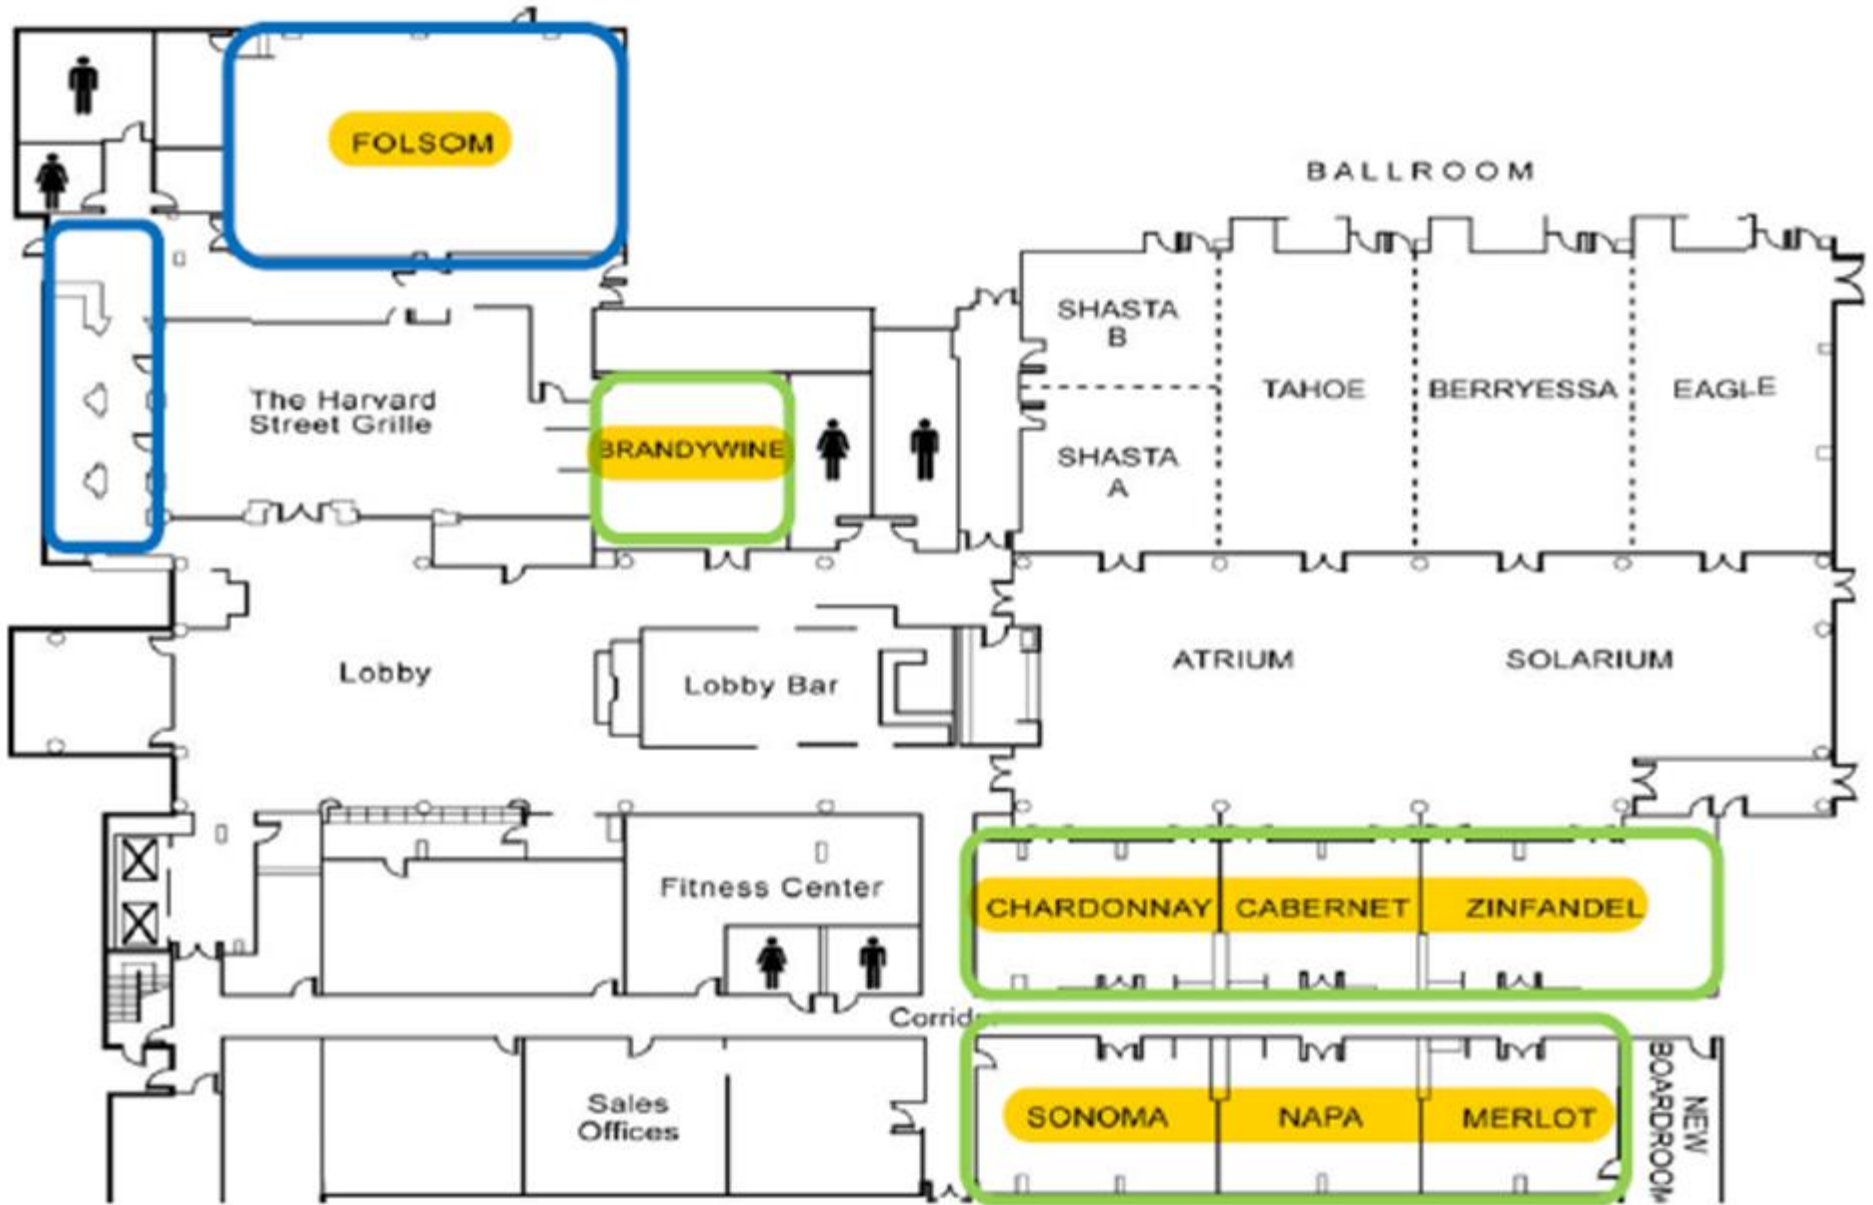 FOLSOM
BALLROOM
SHASTA
B
TAHOE
BERRYESSA
EAGLE
The Harvard
Street Grille
BRANDYWINE
SHASTA
A
Lobby
Lobby Bar
ATRIUM
SOLARIUM
Fitness Center
CHARDONNAY
CABERNET
ZINFANDEL
Corrid
Sales
Offices
SONOMA
NAPA
MERLOT
NEW
BOARDROOM